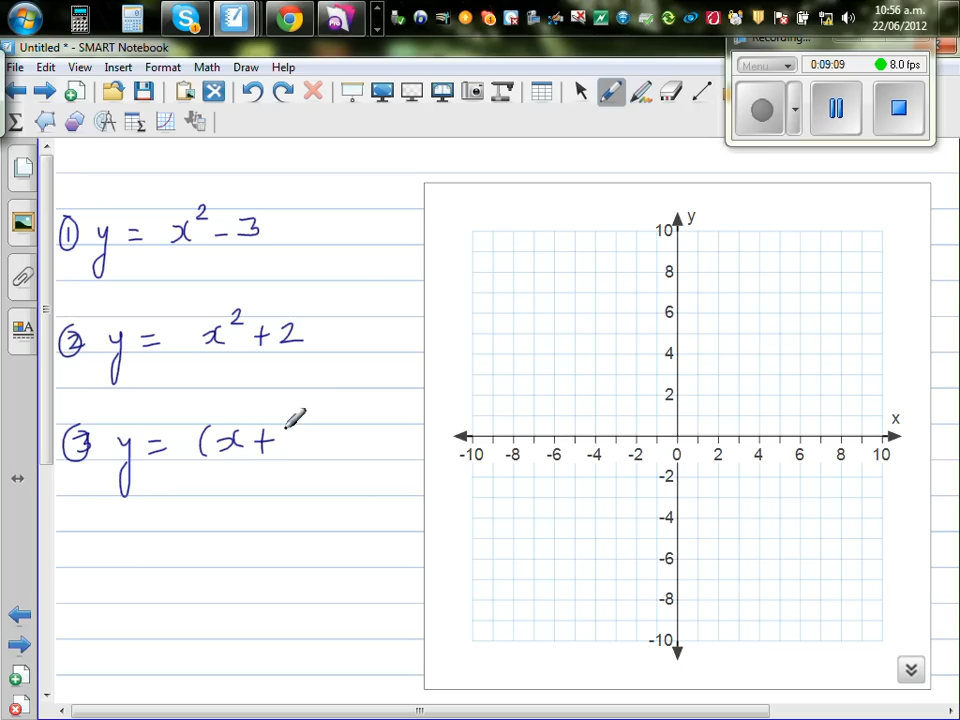 10:56 a.m.
22/06/2012
Untitled * - SMART Notebook
Recording...
File Edit View Insert Format Math Draw Help
Menu 0:09:09 8.0 fps
① y = x² - 3
② y = x² + 2
③ y = (x +
y
10
8
6
4
2
x
-10 -8 -6 -4 -2 0 2 4 6 8 10
-2
-4
-6
-8
-10